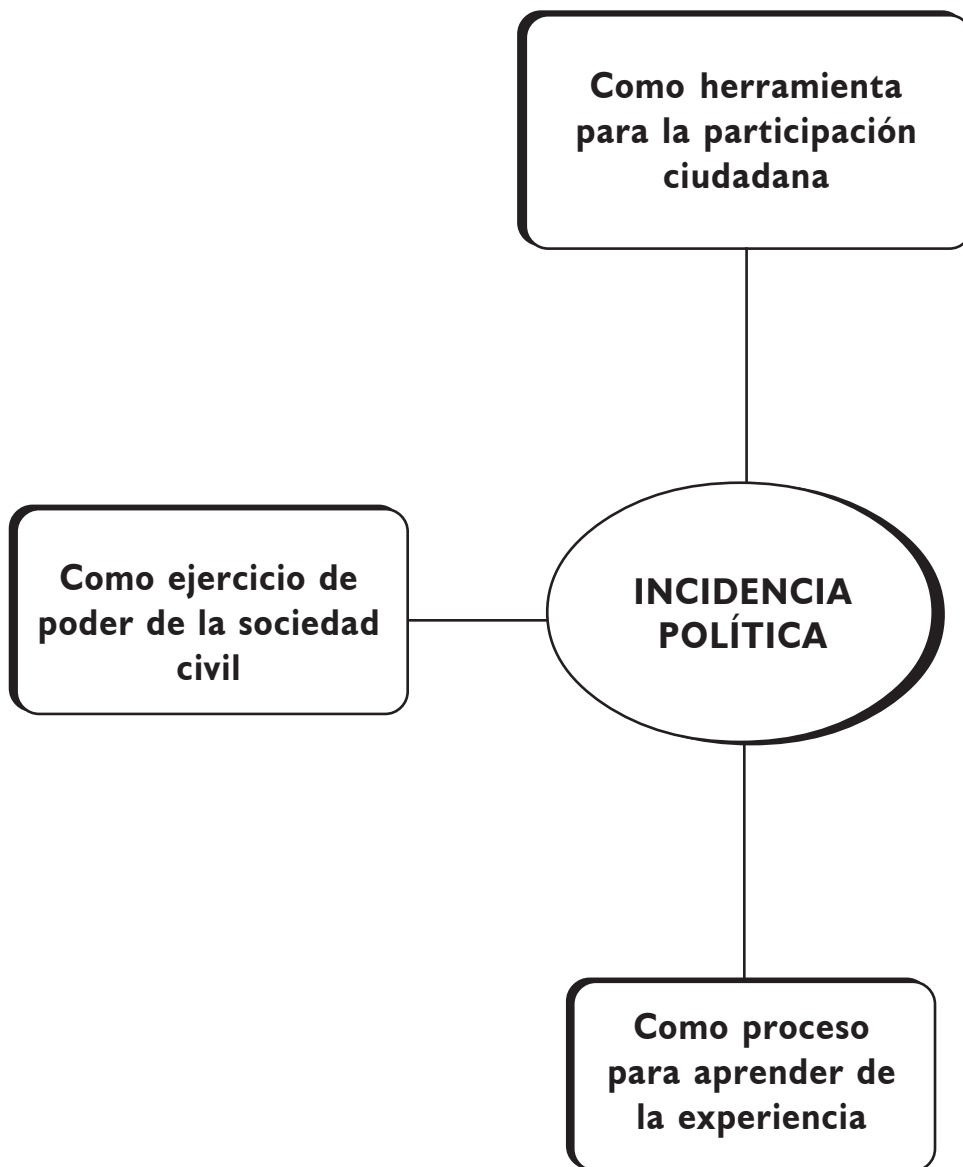 Como herramienta
para la participación
ciudadana
Como ejercicio de
poder de la sociedad
civil
INCIDENCIA
POLÍTICA
Como proceso
para aprender de
la experiencia